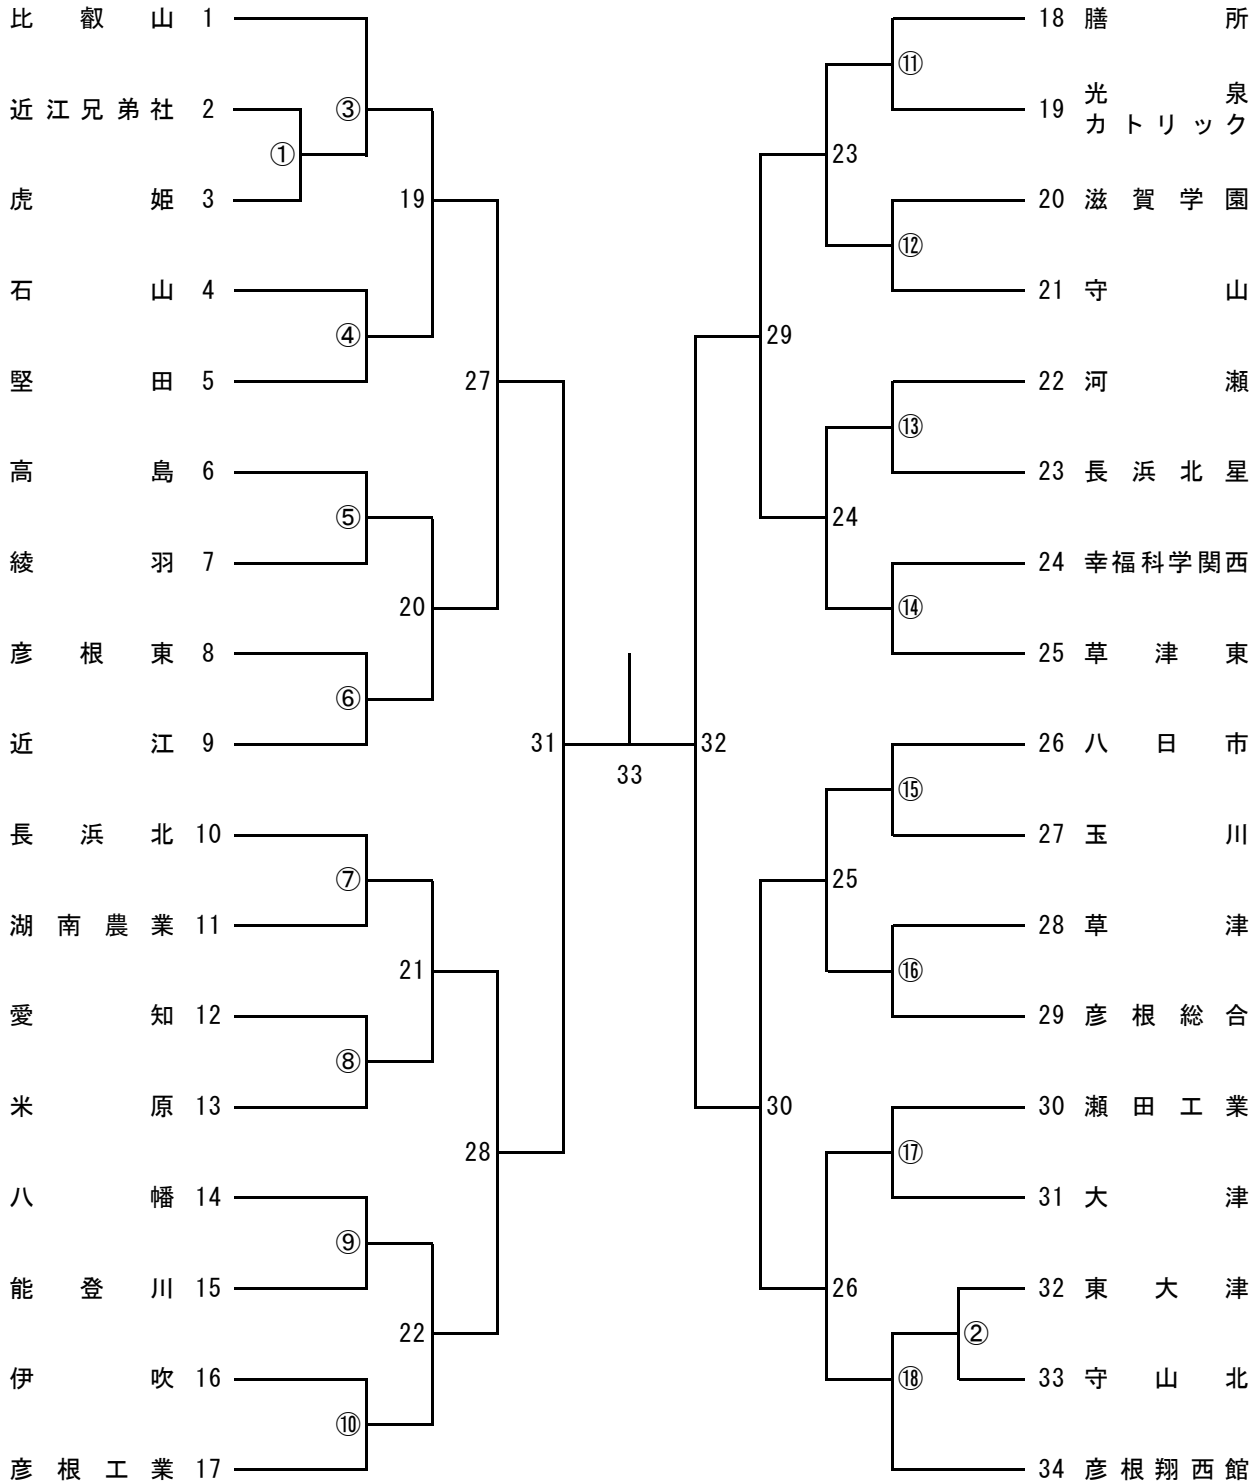 比叡山 1
近江兄弟社 2
虎姫 3
石山 4
堅田 5
高島 6
綾羽 7
彦根東 8
近江 9
長浜北 10
湖南農業 11
愛知 12
米原 13
八幡 14
能登川 15
伊吹 16
彦根工業 17
①
③
④
⑤
⑥
⑦
⑧
⑨
⑩
19
20
21
22
27
28
31
33
32
29
30
23
24
25
26
⑪
⑫
⑬
⑭
⑮
⑯
⑰
⑱
②
18 膳所
19 光泉
カトリック
20 滋賀学園
21 守山
22 河瀬
23 長浜北星
24 幸福科学関西
25 草津東
26 八日市
27 玉川
28 草津
29 彦根総合
30 瀬田工業
31 大津
32 東大津
33 守山北
34 彦根翔西館